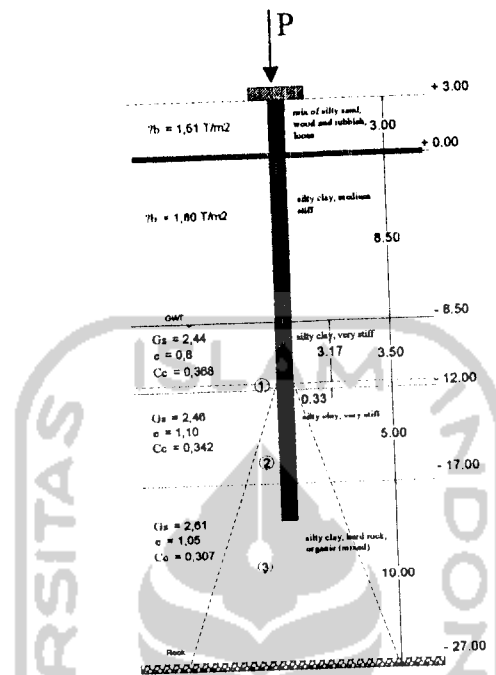 P
+ 3.00
?b = 1,61 T/m2
mix of silty sand,
wood and rubbish,
loose
3.00
+ 0.00
?b = 1,80 T/m2
silty clay, medium
stiff
8.50
GWT
- 8.50
Gs = 2,44
e = 0,8
Cc = 0,368
silty clay, very stiff
3.17
3.50
(1)
- 12.00
0.33
Gs = 2,46
e = 1,10
Cc = 0,342
silty clay, very stiff
5.00
(2)
- 17.00
Gs = 2,61
e = 1,05
Cc = 0,307
silty clay, hard rock,
organic (mixed)
(3)
10.00
Rock
- 27.00
ISLAM
RSITAS
INDON